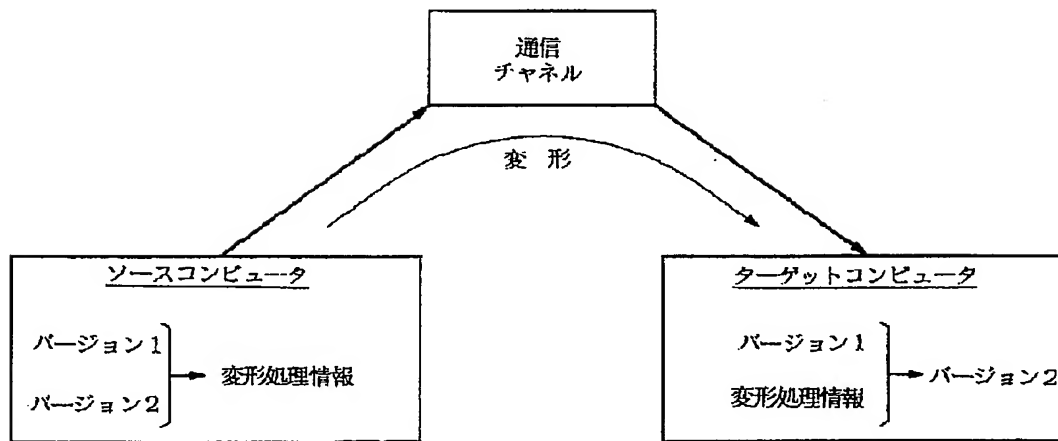 通信
チャネル
変 形
ソースコンピュータ
バージョン1
バージョン2
変形処理情報
ターゲットコンピュータ
バージョン1
変形処理情報
バージョン2